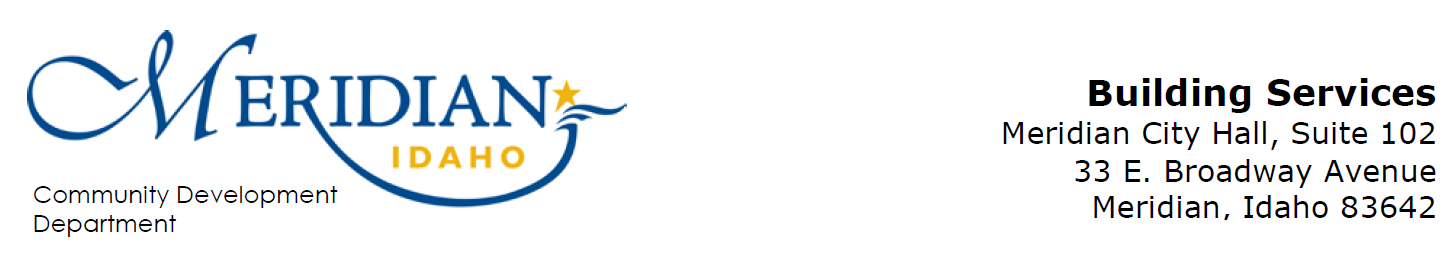 MERIDIAN
IDAHO
Community Development
Department
Building Services
Meridian City Hall, Suite 102
33 E. Broadway Avenue
Meridian, Idaho 83642